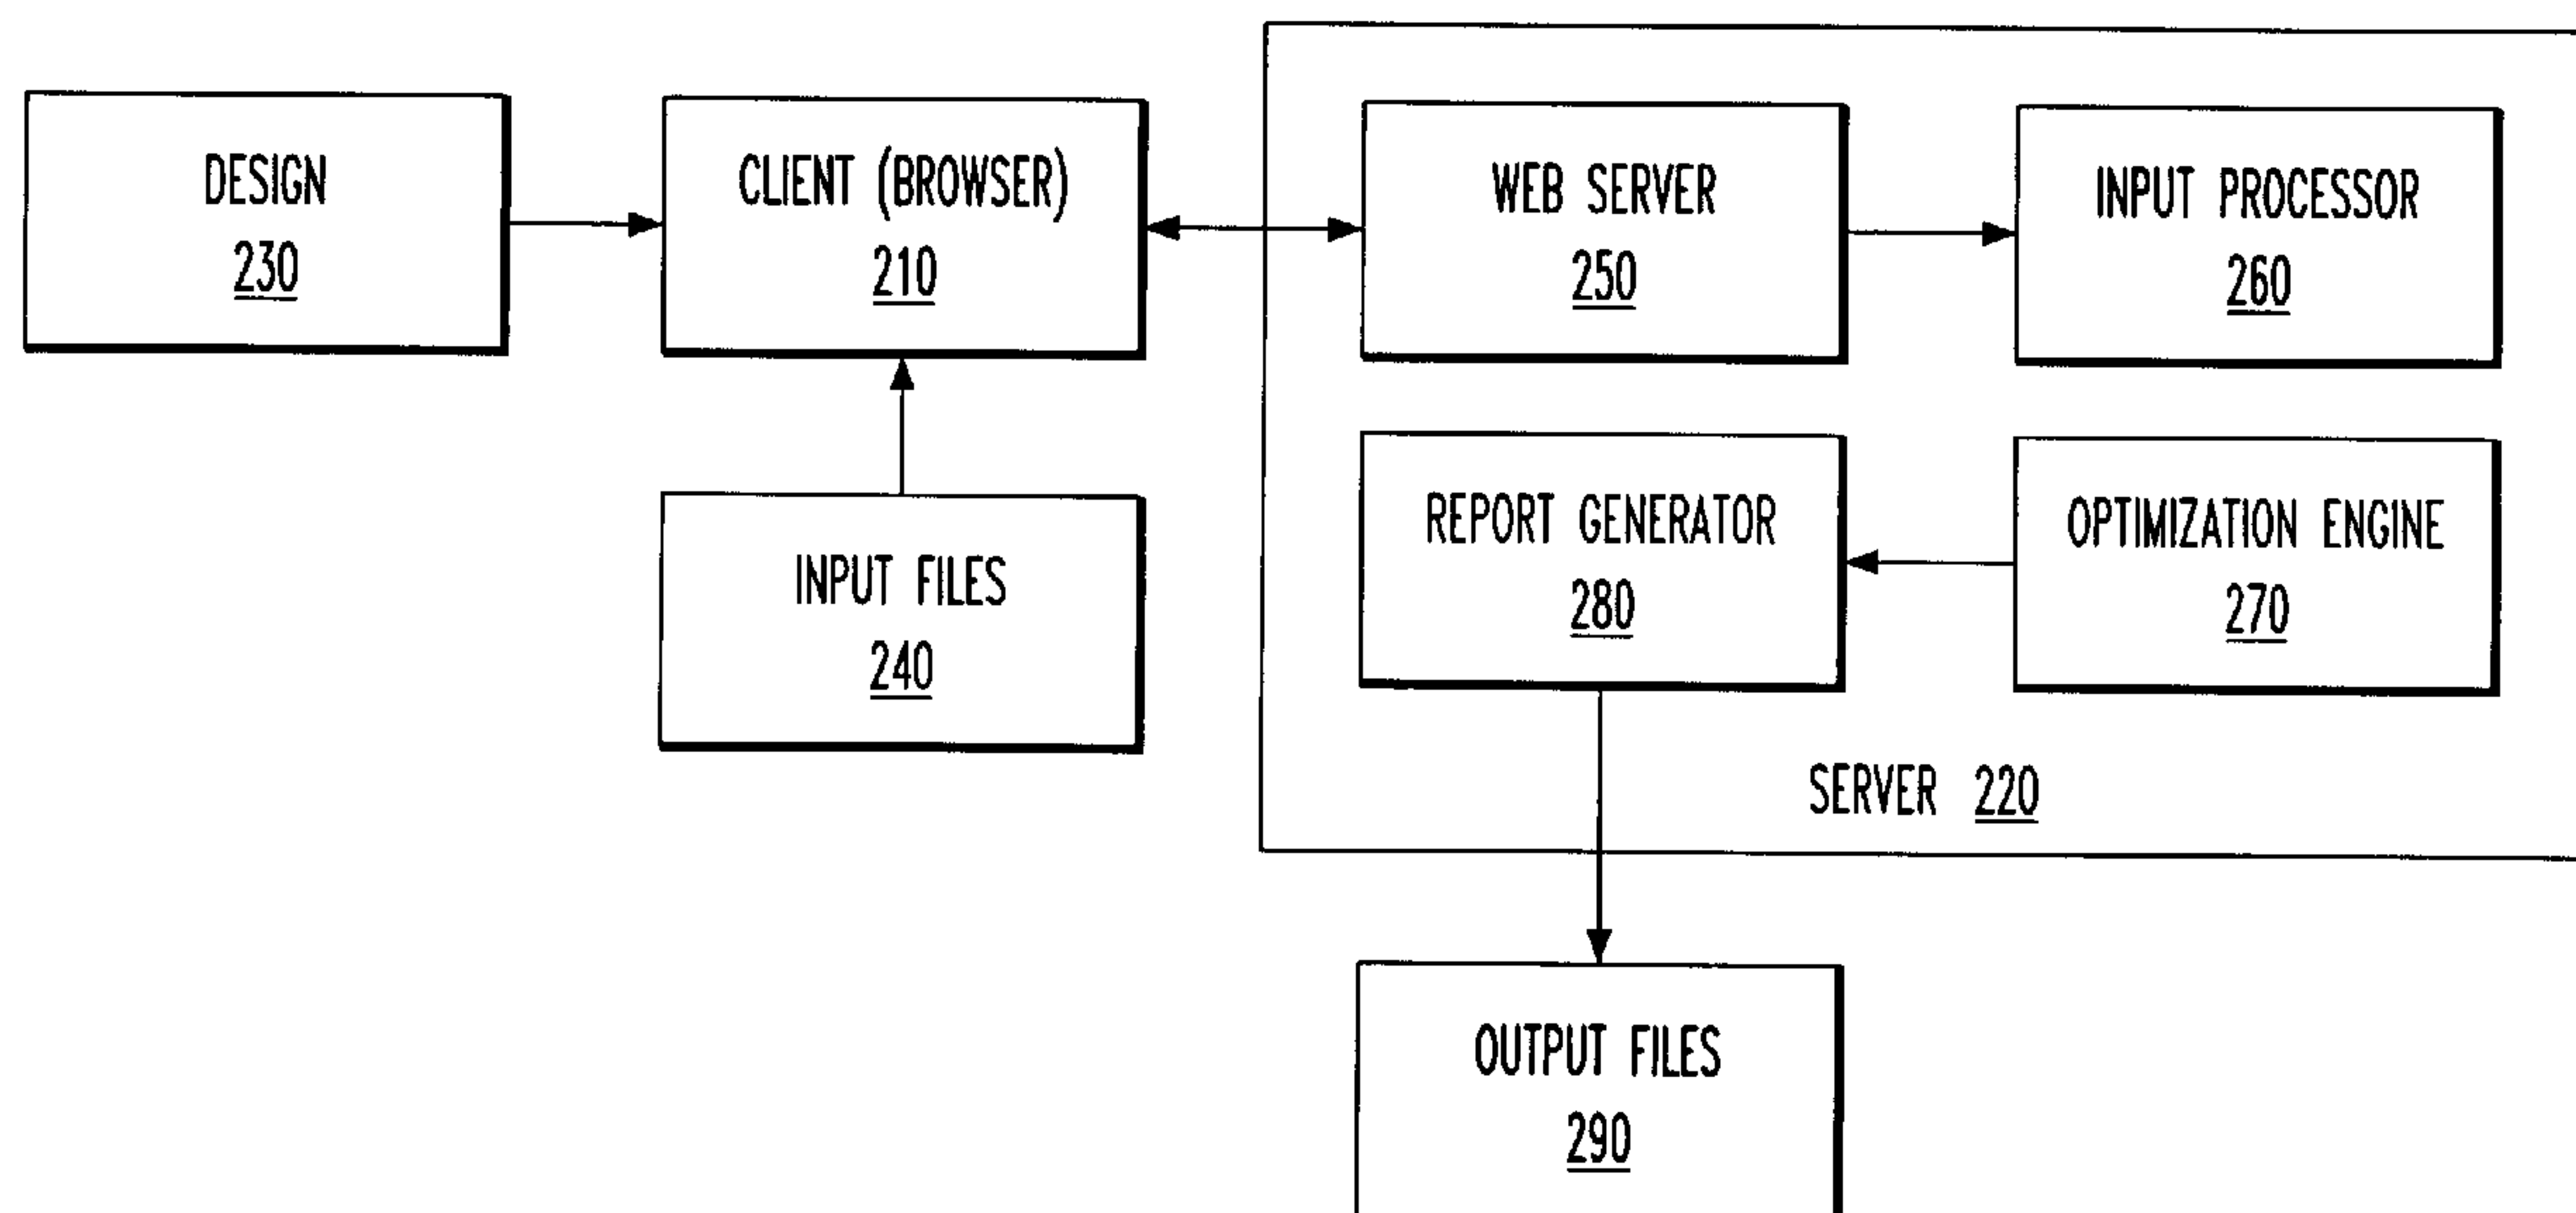 DESIGN
230
CLIENT (BROWSER)
210
WEB SERVER
250
INPUT PROCESSOR
260
INPUT FILES
240
REPORT GENERATOR
280
OPTIMIZATION ENGINE
270
SERVER 220
OUTPUT FILES
290